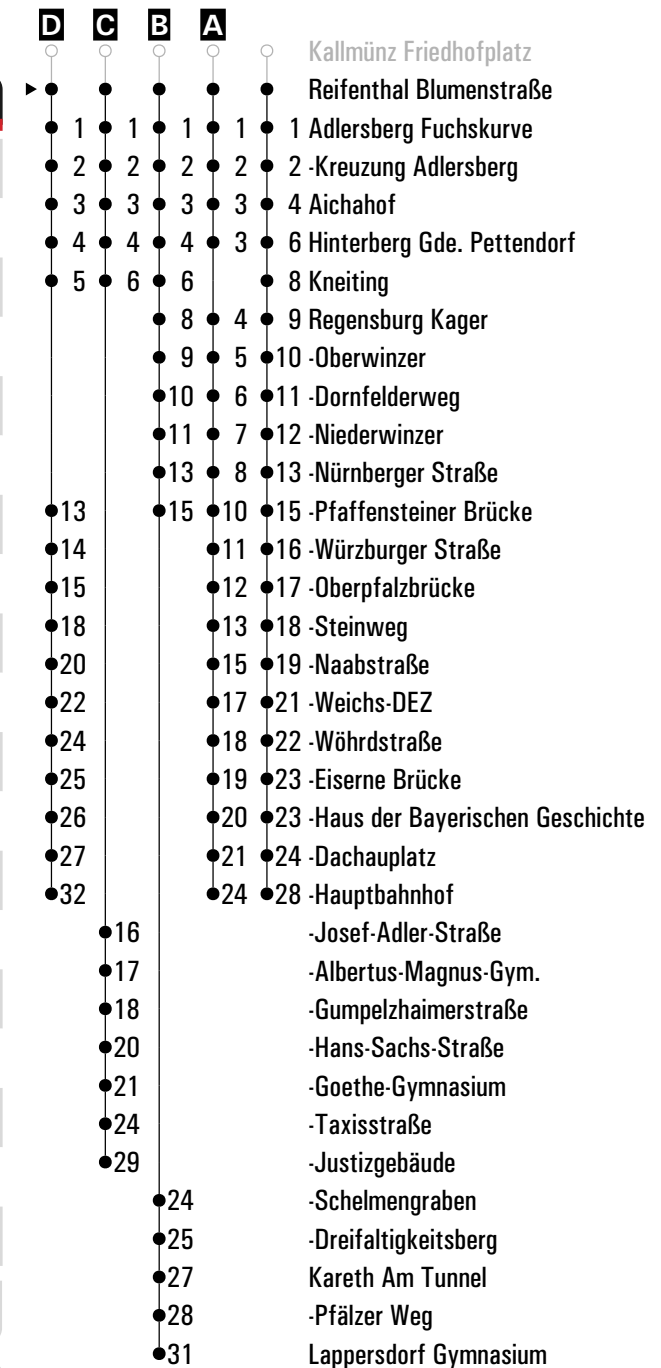 D C B A
Kallmünz Friedhofplatz
Reifenthal Blumenstraße
1 1 1 1 1 Adlersberg Fuchskurve
2 2 2 2 2 -Kreuzung Adlersberg
3 3 3 3 4 Aichahof
4 4 4 3 6 Hinterberg Gde. Pettendorf
5 6 6 8 Kneiting
8 4 9 Regensburg Kager
9 5 10 -Oberwinzer
10 6 11 -Dornfelderweg
11 7 12 -Niederwinzer
13 8 13 -Nürnberger Straße
13 15 10 15 -Pfaffensteiner Brücke
14 11 16 -Würzburger Straße
15 12 17 -Oberpfalzbrücke
18 13 18 -Steinweg
20 15 19 -Naabstraße
22 17 21 -Weichs-DEZ
24 18 22 -Wöhrdstraße
25 19 23 -Eiserne Brücke
26 20 23 -Haus der Bayerischen Geschichte
27 21 24 -Dachauplatz
32 24 28 -Hauptbahnhof
16 -Josef-Adler-Straße
17 -Albertus-Magnus-Gym.
18 -Gumpelzhaimerstraße
20 -Hans-Sachs-Straße
21 -Goethe-Gymnasium
24 -Taxisstraße
29 -Justizgebäude
24 -Schelmengraben
25 -Dreifaltigkeitsberg
27 Kareth Am Tunnel
28 -Pfälzer Weg
31 Lappersdorf Gymnasium